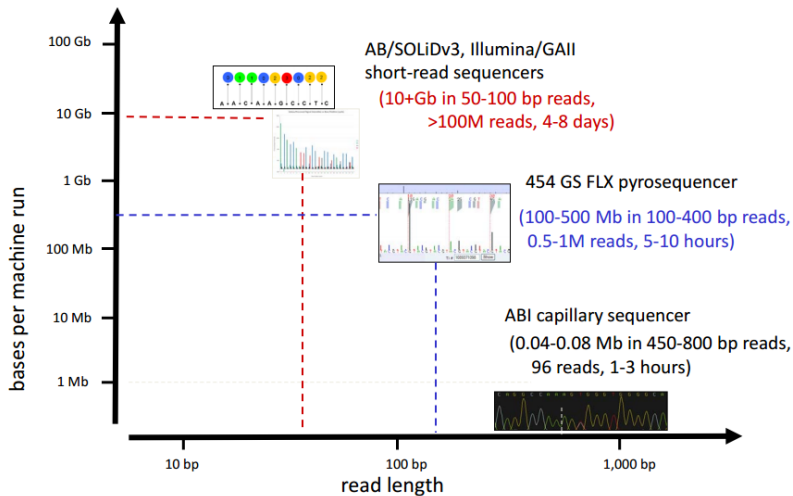 100 Gb
10 Gb
1 Gb
100 Mb
10 Mb
1 Mb
bases per machine run
AB/SOLiDv3, Illumina/GAII
short-read sequencers
(10+Gb in 50-100 bp reads,
>100M reads, 4-8 days)
A A C A A G C C T C
454 GS FLX pyrosequencer
(100-500 Mb in 100-400 bp reads,
0.5-1M reads, 5-10 hours)
ABI capillary sequencer
(0.04-0.08 Mb in 450-800 bp reads,
96 reads, 1-3 hours)
10 bp
100 bp
1,000 bp
read length